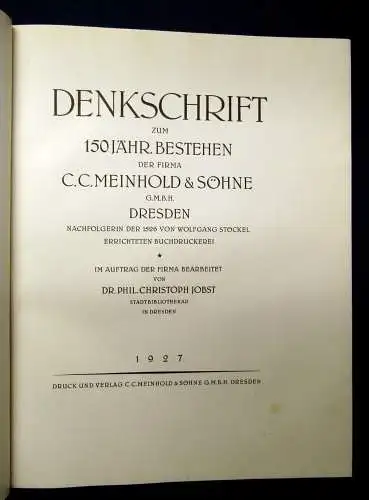 DENKSCHRIFT
ZUM
150 JÄHR. BESTEHEN
DER FIRMA
C. C. MEINHOLD & SÖHNE
G.M.B.H.
DRESDEN
NACHFOLGERIN DER 1526 VON WOLFGANG STÖCKEL
ERRICHTETEN BUCHDRUCKEREI
★
IM AUFTRAG DER FIRMA BEARBEITET
VON
DR. PHIL. CHRISTOPH JOBST
STADTBIBLIOTHEKAR
IN DRESDEN
1927
DRUCK UND VERLAG C. C. MEINHOLD & SÖHNE G.M.B.H. DRESDEN